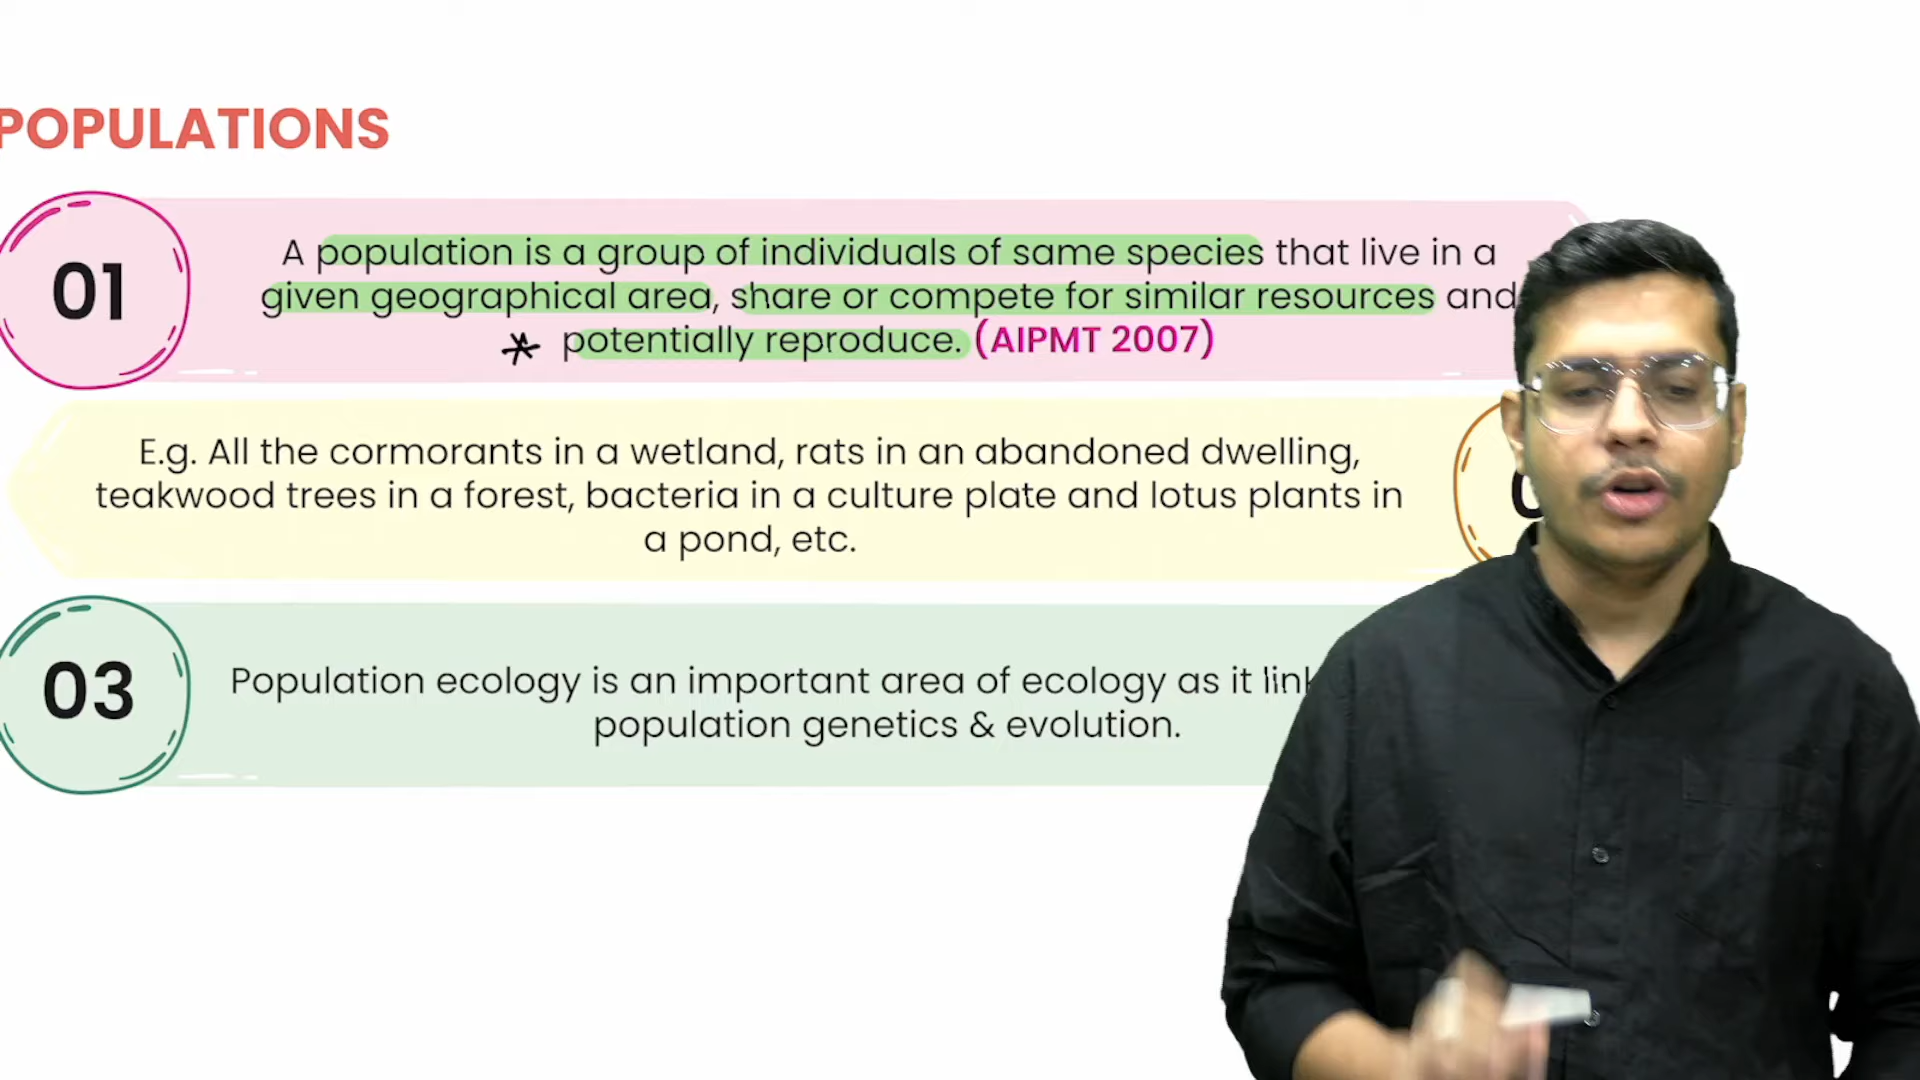 POPULATIONS
01
A population is a group of individuals of same species that live in a
given geographical area, share or compete for similar resources and
* potentially reproduce. (AIPMT 2007)
E.g. All the cormorants in a wetland, rats in an abandoned dwelling,
teakwood trees in a forest, bacteria in a culture plate and lotus plants in
a pond, etc.
03
Population ecology is an important area of ecology as it
population genetics & evolution.